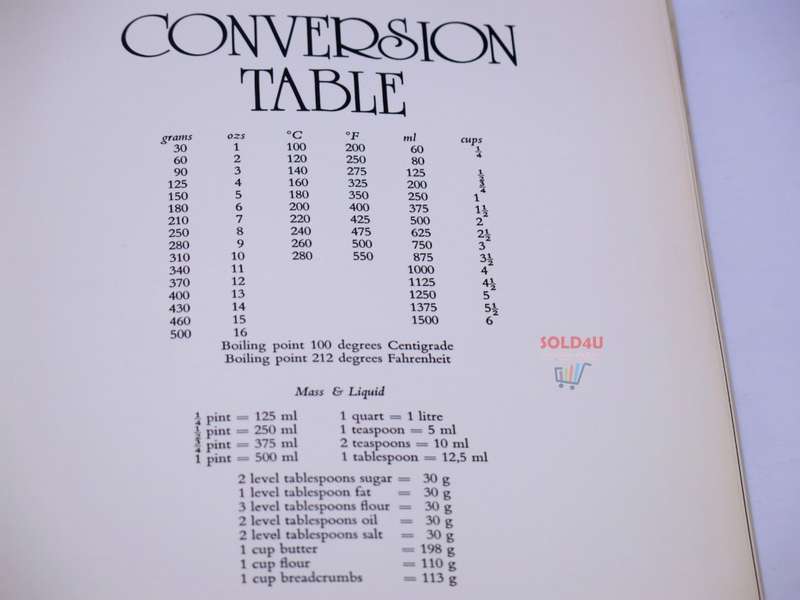 CONVERSION
TABLE
grams ozs °C °F ml cups
30 1 100 200 60 ¼
60 2 120 250 80
90 3 140 275 125 ½
125 4 160 325 200 ¾
150 5 180 350 250 1
180 6 200 400 375 1½
210 7 220 425 500 2
250 8 240 475 625 2½
280 9 260 500 750 3
310 10 280 550 875 3½
340 11 1000 4
370 12 1125 4½
400 13 1250 5
430 14 1375 5½
460 15 1500 6
500 16
Boiling point 100 degrees Centigrade
Boiling point 212 degrees Fahrenheit
SOLD4U
Mass & Liquid
¼ pint = 125 ml 1 quart = 1 litre
½ pint = 250 ml 1 teaspoon = 5 ml
¾ pint = 375 ml 2 teaspoons = 10 ml
1 pint = 500 ml 1 tablespoon = 12,5 ml
2 level tablespoons sugar = 30 g
1 level tablespoon fat = 30 g
3 level tablespoons flour = 30 g
2 level tablespoons oil = 30 g
2 level tablespoons salt = 30 g
1 cup butter = 198 g
1 cup flour = 110 g
1 cup breadcrumbs = 113 g